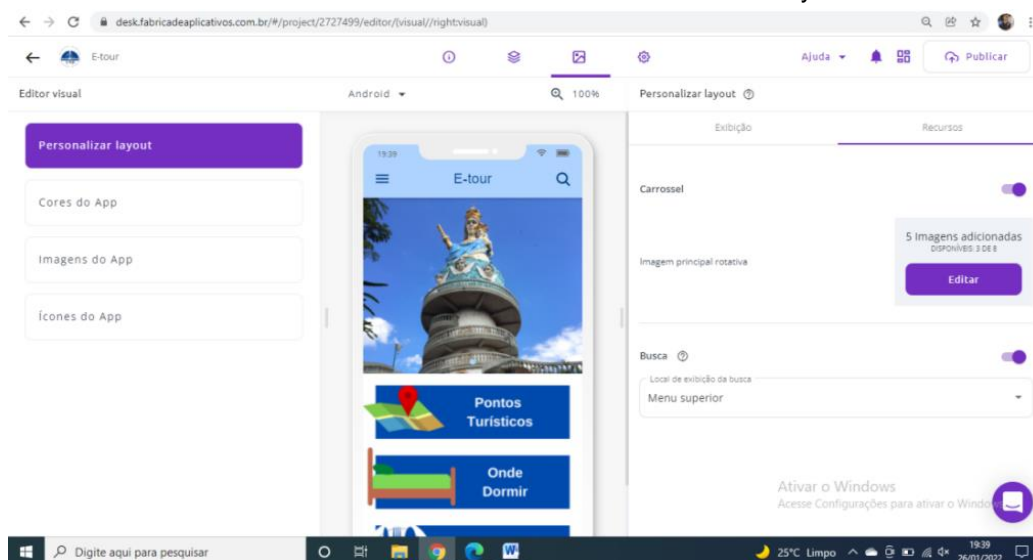 desk.fabricadeaplicativos.com.br/#/project/2727499/editor/(visual//right:visual)
E-tour
Ajuda
Publicar
Editor visual
Android
100%
Personalizar layout
Personalizar layout
Cores do App
Imagens do App
Ícones do App
19:39
E-tour
Pontos
Turísticos
Onde
Dormir
Exibição
Recursos
Carrossel
Imagem principal rotativa
5 Imagens adicionadas
DISPONÍVEIS: 3 DE 8
Editar
Busca
Local de exibição da busca
Menu superior
Ativar o Windows
Acesse Configurações para ativar o Windo
Digite aqui para pesquisar
25°C Limpo
19:39
26/01/2022